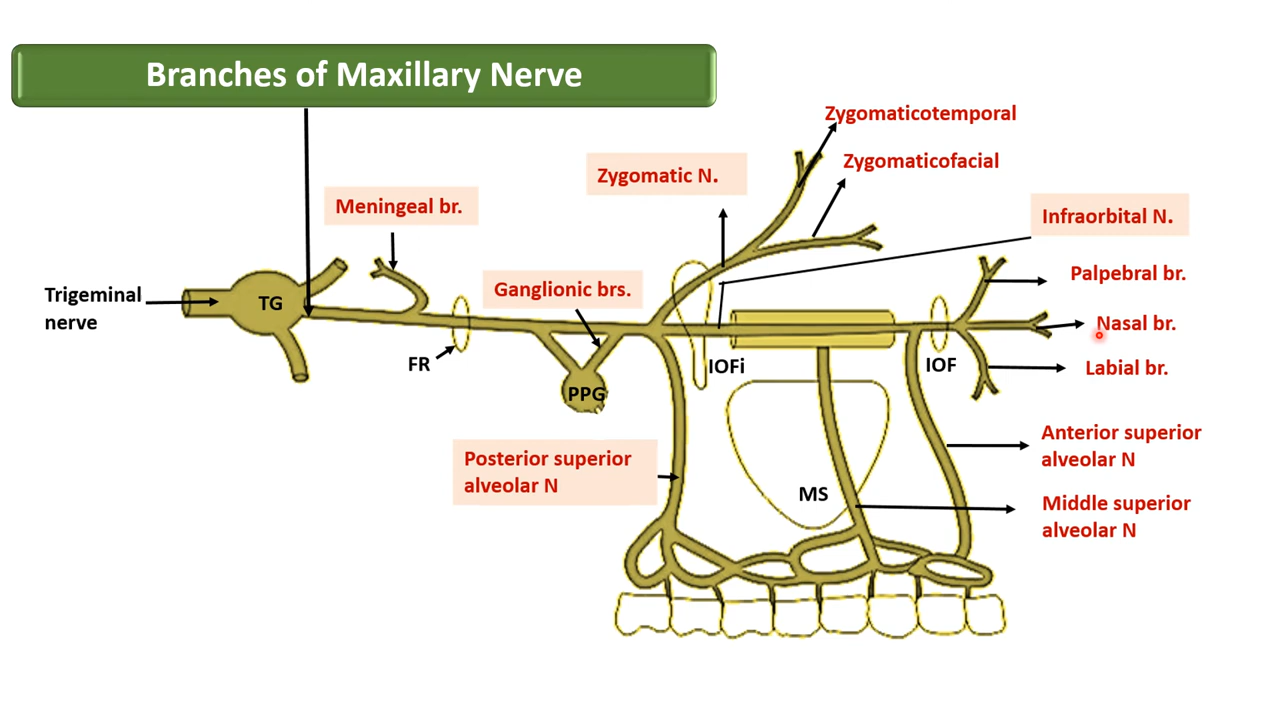 Branches of Maxillary Nerve
Zygomaticotemporal
Zygomaticofacial
Zygomatic N.
Meningeal br.
Infraorbital N.
Palpebral br.
Ganglionic brs.
Trigeminal
nerve
TG
Nasal br.
FR
IOFi
IOF
Labial br.
PPG
Anterior superior
alveolar N
Posterior superior
alveolar N
MS
Middle superior
alveolar N